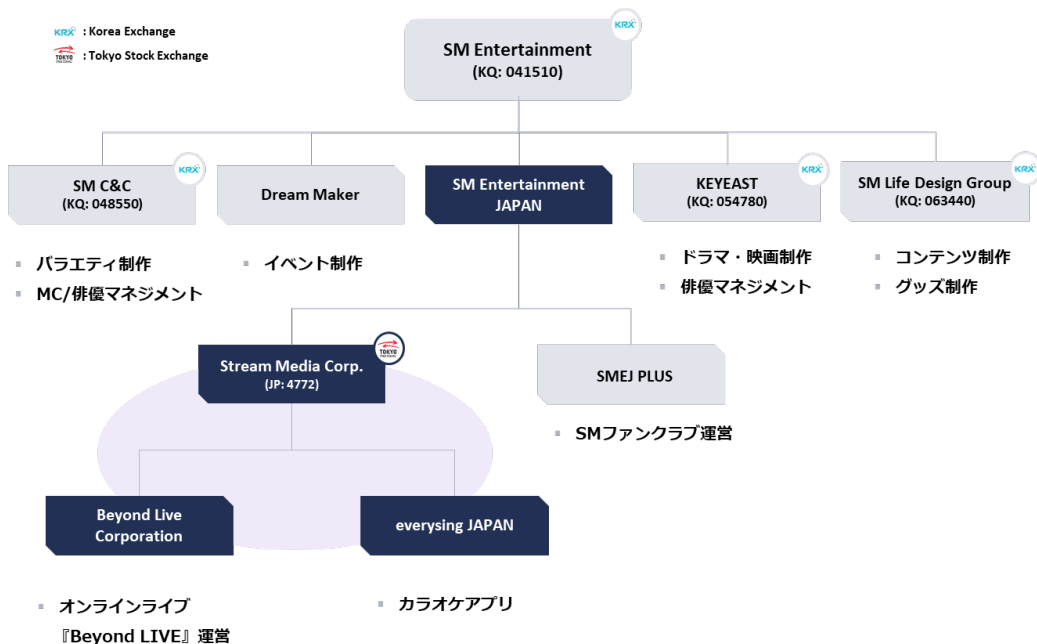 KRX : Korea Exchange
TOKYO : Tokyo Stock Exchange
KRX
SM Entertainment
(KQ: 041510)
KRX
SM C&C
(KQ: 048550)
Dream Maker
SM Entertainment
JAPAN
KRX
KEYEAST
(KQ: 054780)
KRX
SM Life Design Group
(KQ: 063440)
▪ バラエティ制作
▪ MC/俳優マネジメント
▪ イベント制作
▪ ドラマ・映画制作
▪ 俳優マネジメント
▪ コンテンツ制作
▪ グッズ制作
TOKYO
Stream Media Corp.
(JP: 4772)
SMEJ PLUS
▪ SMファンクラブ運営
Beyond Live
Corporation
everysing JAPAN
▪ オンラインライブ
『Beyond LIVE』運営
▪ カラオケアプリ